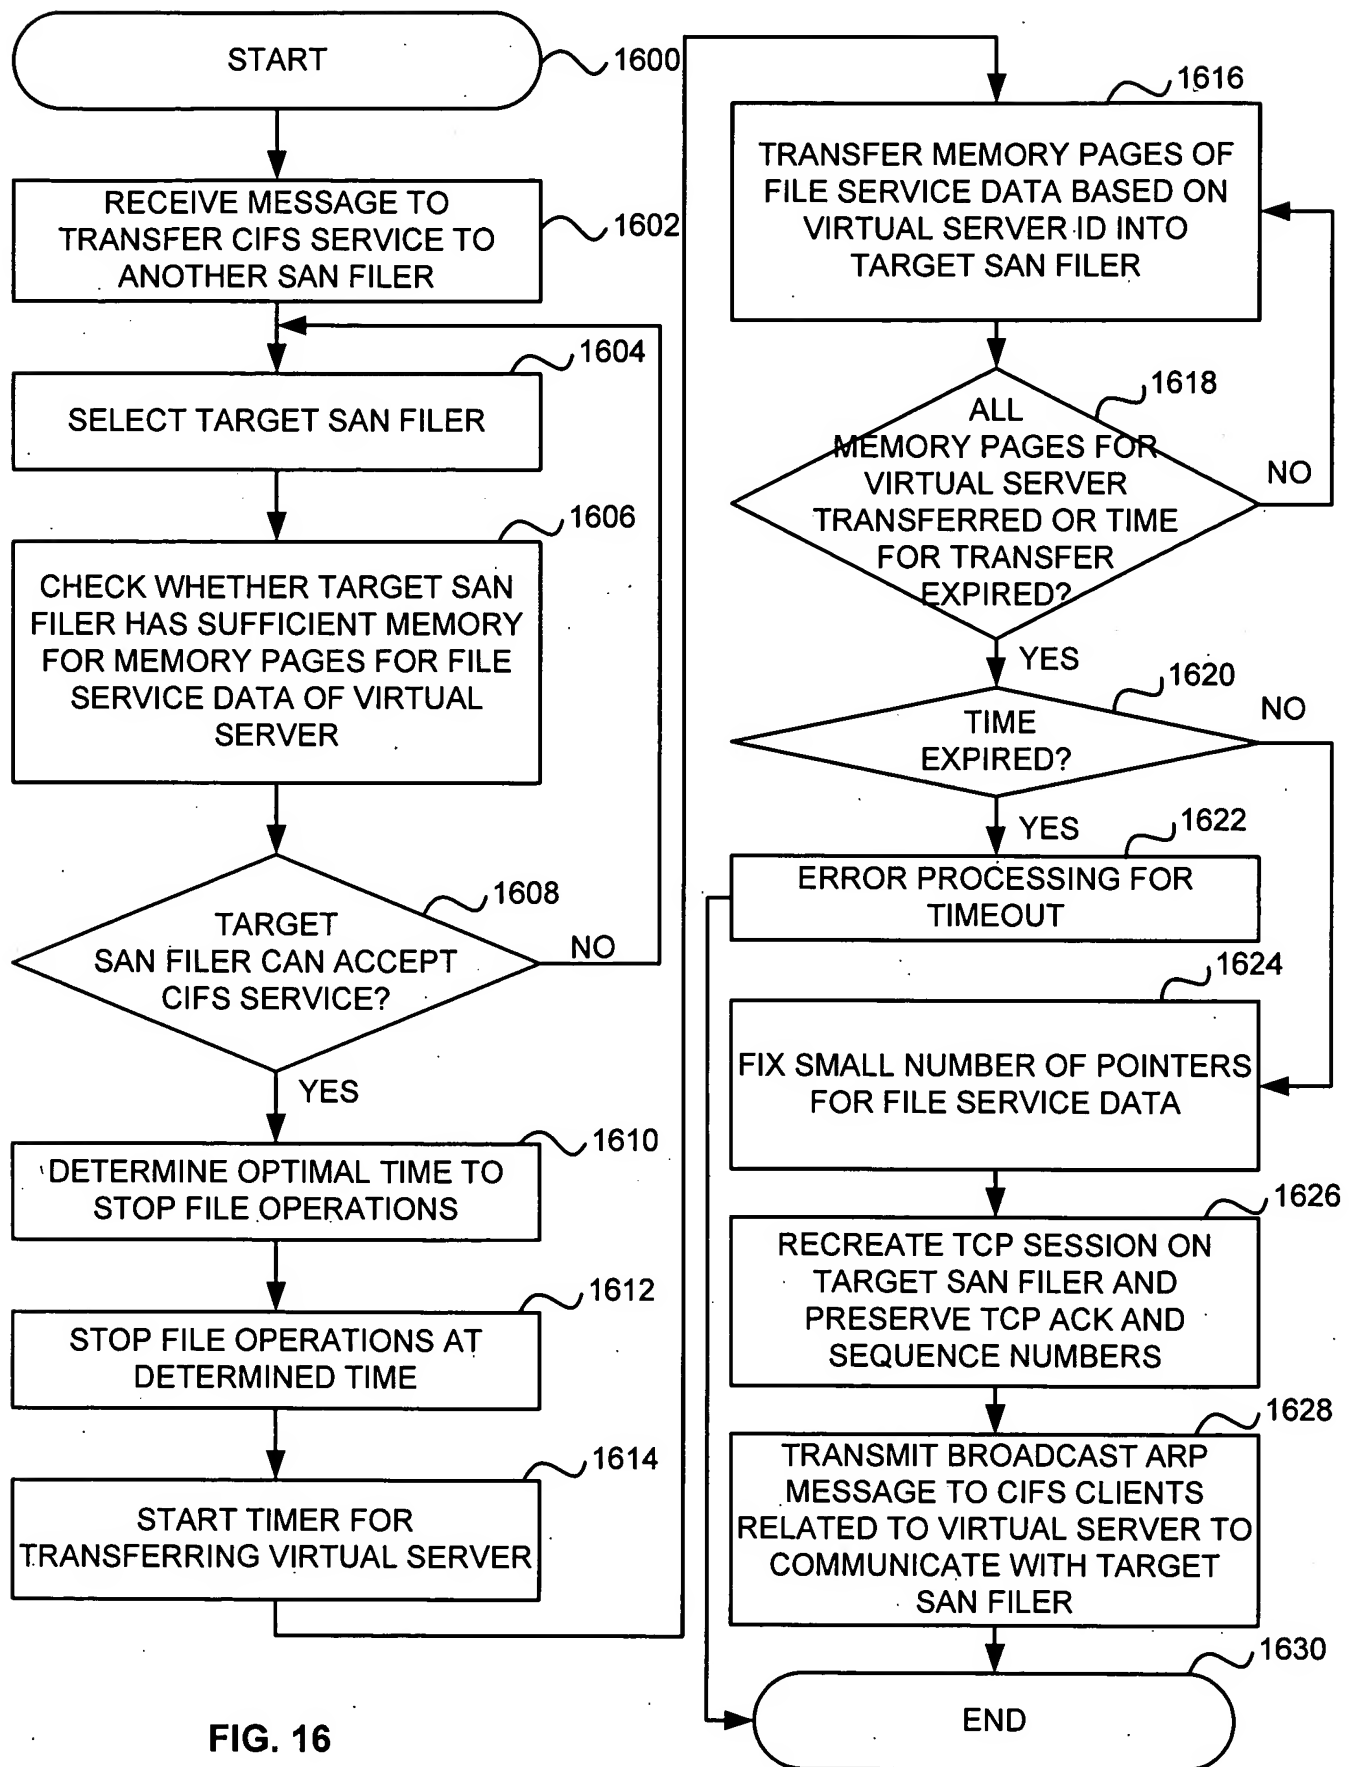 START
1600
RECEIVE MESSAGE TO
TRANSFER CIFS SERVICE TO
ANOTHER SAN FILER
1602
1604
SELECT TARGET SAN FILER
1606
CHECK WHETHER TARGET SAN
FILER HAS SUFFICIENT MEMORY
FOR MEMORY PAGES FOR FILE
SERVICE DATA OF VIRTUAL
SERVER
1608
TARGET
SAN FILER CAN ACCEPT
CIFS SERVICE?
NO
YES
1610
DETERMINE OPTIMAL TIME TO
STOP FILE OPERATIONS
1612
STOP FILE OPERATIONS AT
DETERMINED TIME
1614
START TIMER FOR
TRANSFERRING VIRTUAL SERVER
1616
TRANSFER MEMORY PAGES OF
FILE SERVICE DATA BASED ON
VIRTUAL SERVER ID INTO
TARGET SAN FILER
1618
ALL
MEMORY PAGES FOR
VIRTUAL SERVER
TRANSFERRED OR TIME
FOR TRANSFER
EXPIRED?
NO
YES
1620
TIME
EXPIRED?
NO
YES
1622
ERROR PROCESSING FOR
TIMEOUT
1624
FIX SMALL NUMBER OF POINTERS
FOR FILE SERVICE DATA
1626
RECREATE TCP SESSION ON
TARGET SAN FILER AND
PRESERVE TCP ACK AND
SEQUENCE NUMBERS
1628
TRANSMIT BROADCAST ARP
MESSAGE TO CIFS CLIENTS
RELATED TO VIRTUAL SERVER TO
COMMUNICATE WITH TARGET
SAN FILER
1630
END
FIG. 16